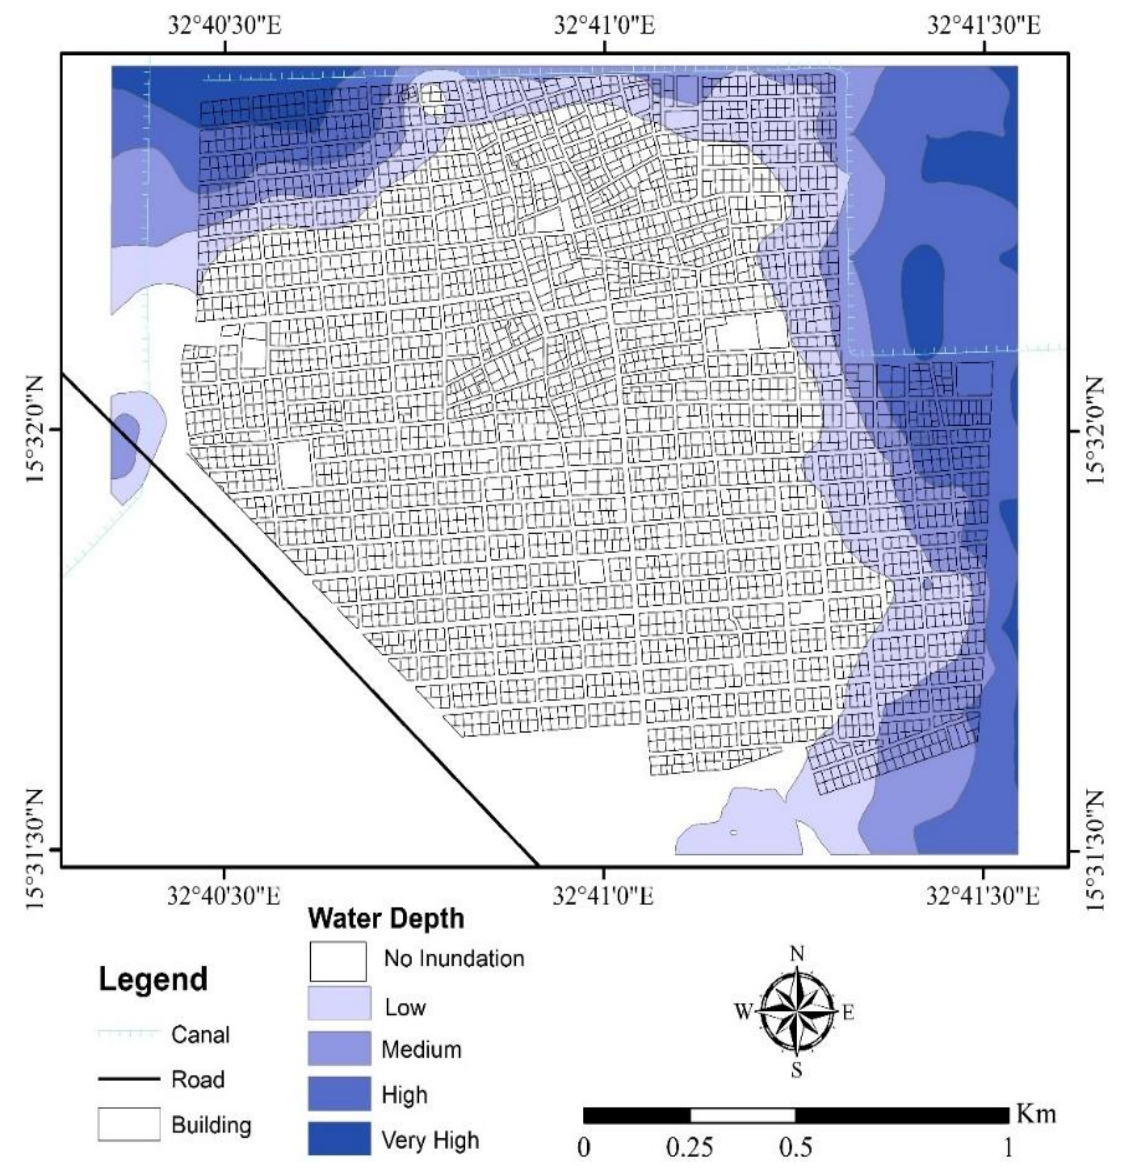 32°40'30"E 32°41'0"E 32°41'30"E
15°32'0"N
15°32'0"N
15°31'30"N
15°31'30"N
32°40'30"E 32°41'0"E 32°41'30"E
Water Depth
No Inundation
Low
Medium
High
Very High
Legend
Canal
Road
Building
N
W E
S
Km
0 0.25 0.5 1